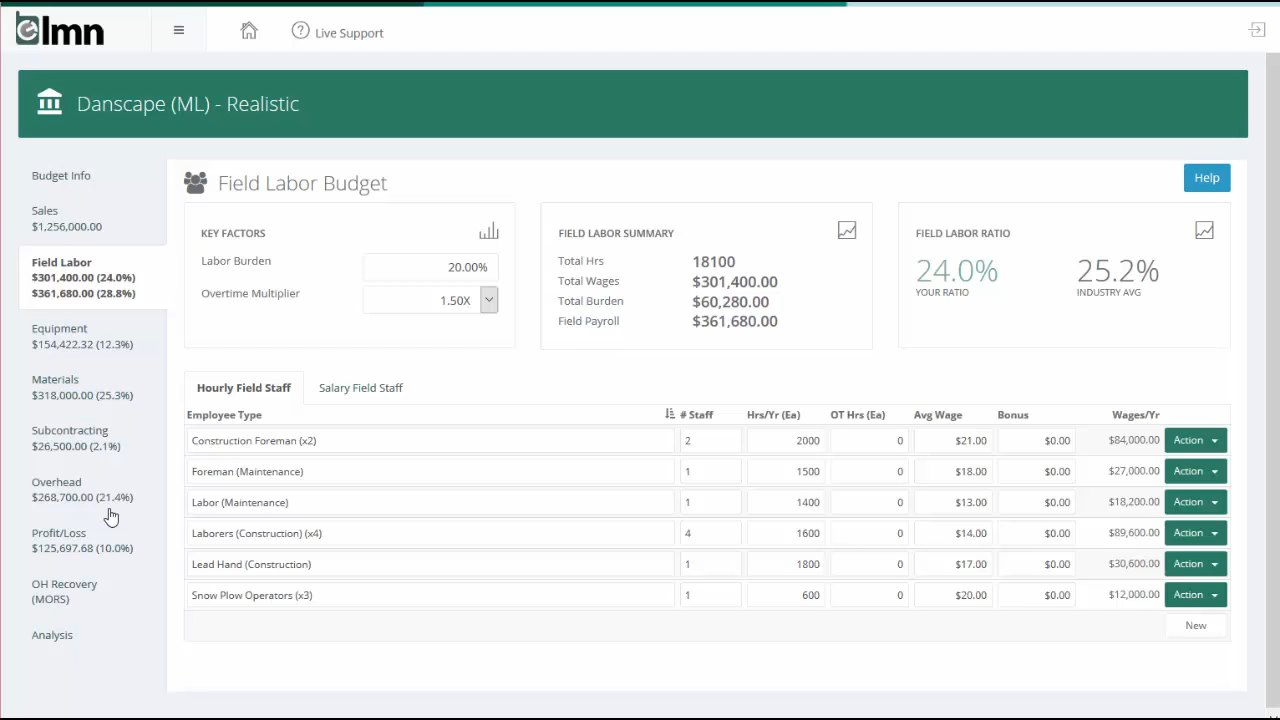 lmn
Live Support
Danscape (ML) - Realistic
Budget Info
Sales
$1,256,000.00
Field Labor
$301,400.00 (24.0%)
$361,680.00 (28.8%)
Equipment
$154,422.32 (12.3%)
Materials
$318,000.00 (25.3%)
Subcontracting
$26,500.00 (2.1%)
Overhead
$268,700.00 (21.4%)
Profit/Loss
$125,697.68 (10.0%)
OH Recovery
(MORS)
Analysis
Field Labor Budget
Help
KEY FACTORS
Labor Burden 20.00%
Overtime Multiplier 1.50X
FIELD LABOR SUMMARY
Total Hrs 18100
Total Wages $301,400.00
Total Burden $60,280.00
Field Payroll $361,680.00
FIELD LABOR RATIO
24.0% 25.2%
YOUR RATIO INDUSTRY AVG
Hourly Field Staff Salary Field Staff
Employee Type # Staff Hrs/Yr (Ea) OT Hrs (Ea) Avg Wage Bonus Wages/Yr
Construction Foreman (x2) 2 2000 0 $21.00 $0.00 $84,000.00 Action
Foreman (Maintenance) 1 1500 0 $18.00 $0.00 $27,000.00 Action
Labor (Maintenance) 1 1400 0 $13.00 $0.00 $18,200.00 Action
Laborers (Construction) (x4) 4 1600 0 $14.00 $0.00 $89,600.00 Action
Lead Hand (Construction) 1 1800 0 $17.00 $0.00 $30,600.00 Action
Snow Plow Operators (x3) 1 600 0 $20.00 $0.00 $12,000.00 Action
New